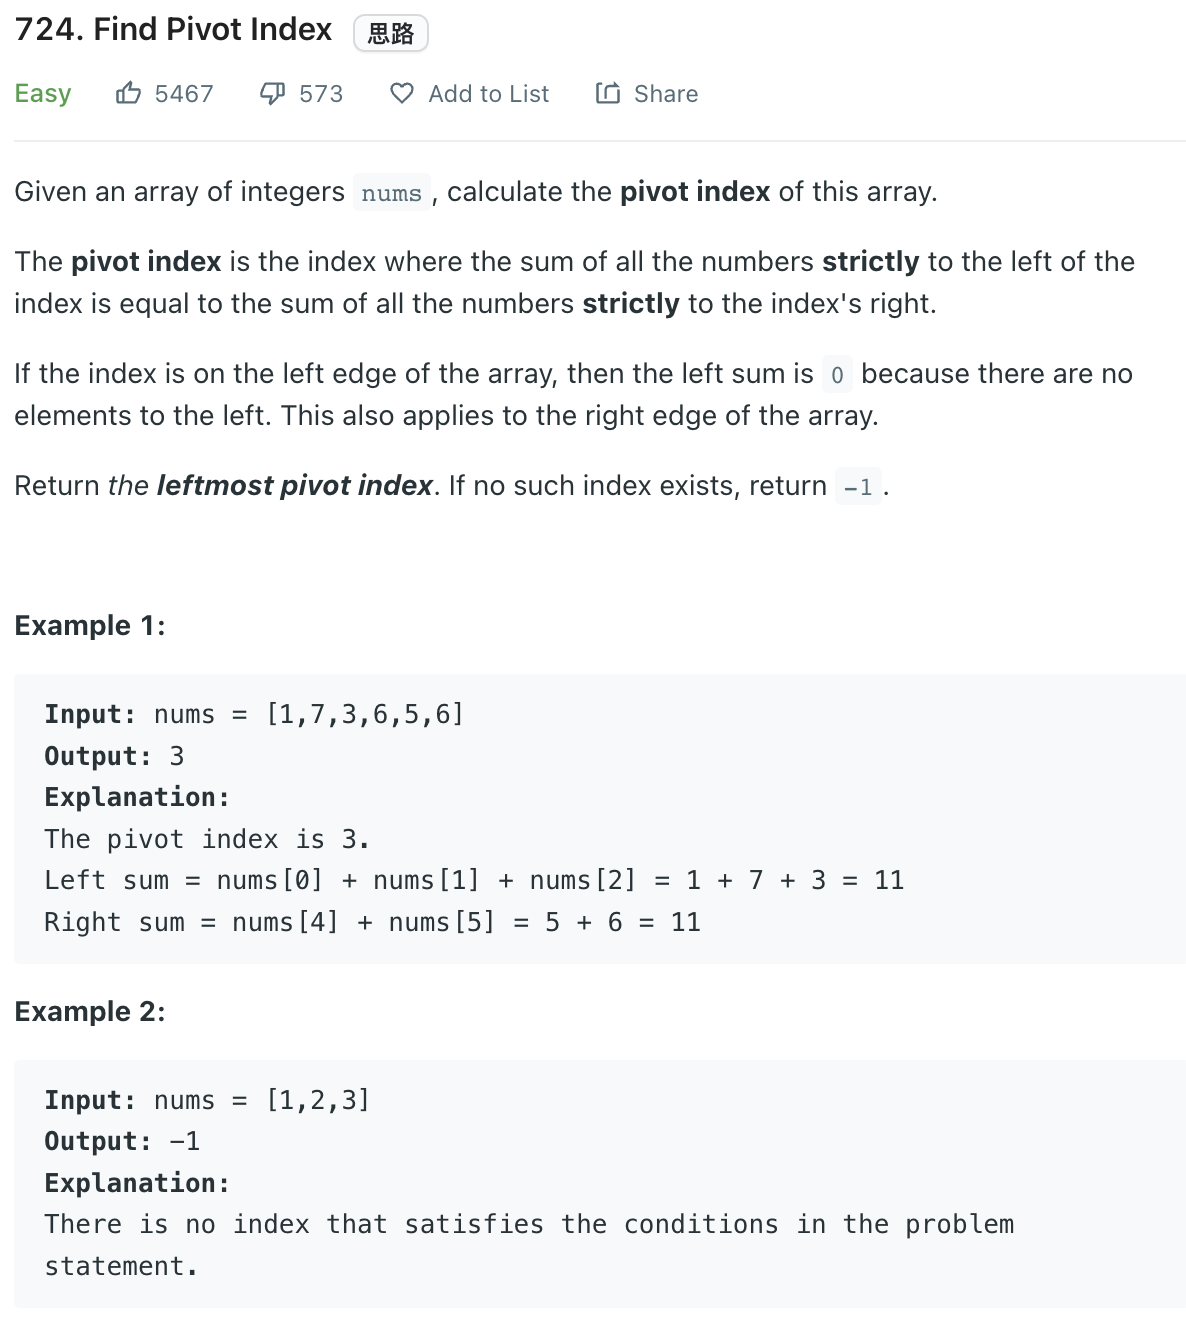 724. Find Pivot Index 思路
Easy 5467 573 Add to List Share
Given an array of integers nums, calculate the pivot index of this array.
The pivot index is the index where the sum of all the numbers strictly to the left of the
index is equal to the sum of all the numbers strictly to the index's right.
If the index is on the left edge of the array, then the left sum is 0 because there are no
elements to the left. This also applies to the right edge of the array.
Return the leftmost pivot index. If no such index exists, return -1.
Example 1:
Input: nums = [1,7,3,6,5,6]
Output: 3
Explanation:
The pivot index is 3.
Left sum = nums[0] + nums[1] + nums[2] = 1 + 7 + 3 = 11
Right sum = nums[4] + nums[5] = 5 + 6 = 11
Example 2:
Input: nums = [1,2,3]
Output: -1
Explanation:
There is no index that satisfies the conditions in the problem
statement.